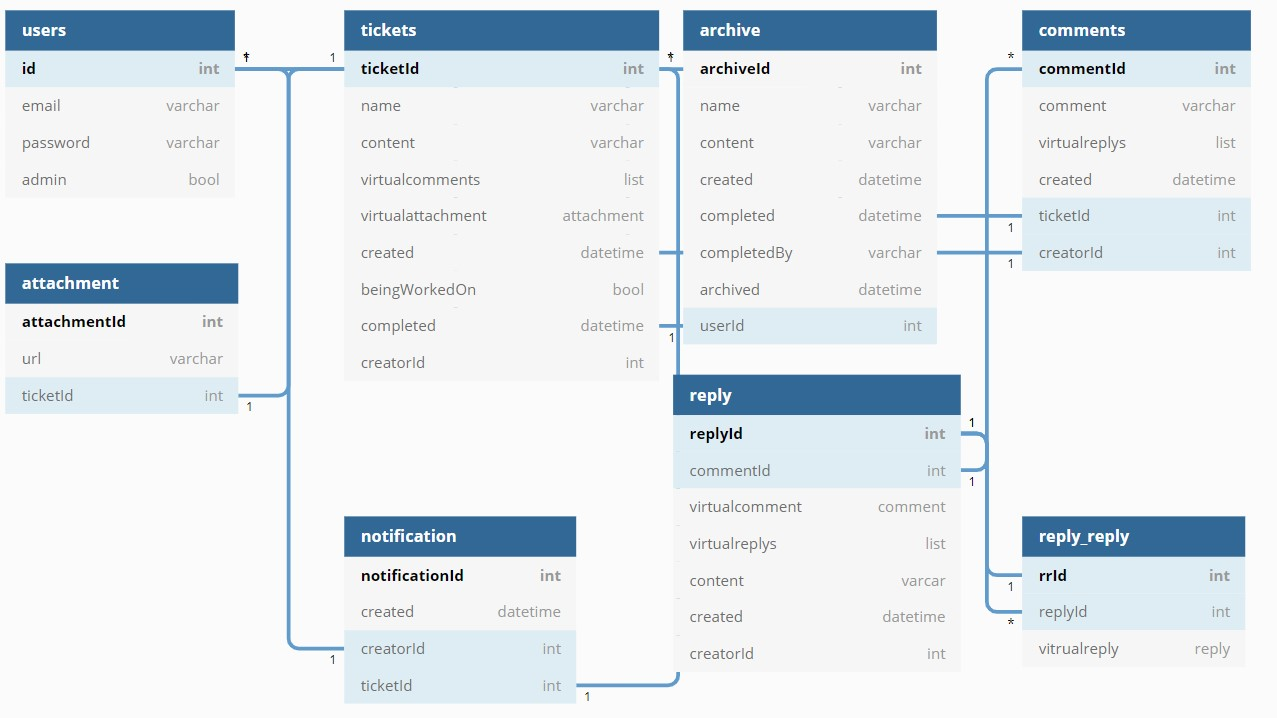 users
id int
email varchar
password varchar
admin bool
* 1
tickets
ticketId int
name varchar
content varchar
virtualcomments list
virtualattachment attachment
created datetime
beingWorkedOn bool
completed datetime
creatorId int
*
1
archive
archiveId int
name varchar
content varchar
created datetime
completed datetime
completedBy varchar
archived datetime
userId int
*
1
1
comments
commentId int
comment varchar
virtualreplys list
created datetime
ticketId int
creatorId int
attachment
attachmentId int
url varchar
ticketId int
1
notification
notificationId int
created datetime
creatorId int
ticketId int
1
1
reply
replyId int
commentId int
virtualcomment comment
virtualreplys list
content varcar
created datetime
creatorId int
1
1
reply_reply
rrId int
replyId int
vitrualreply reply
1
*